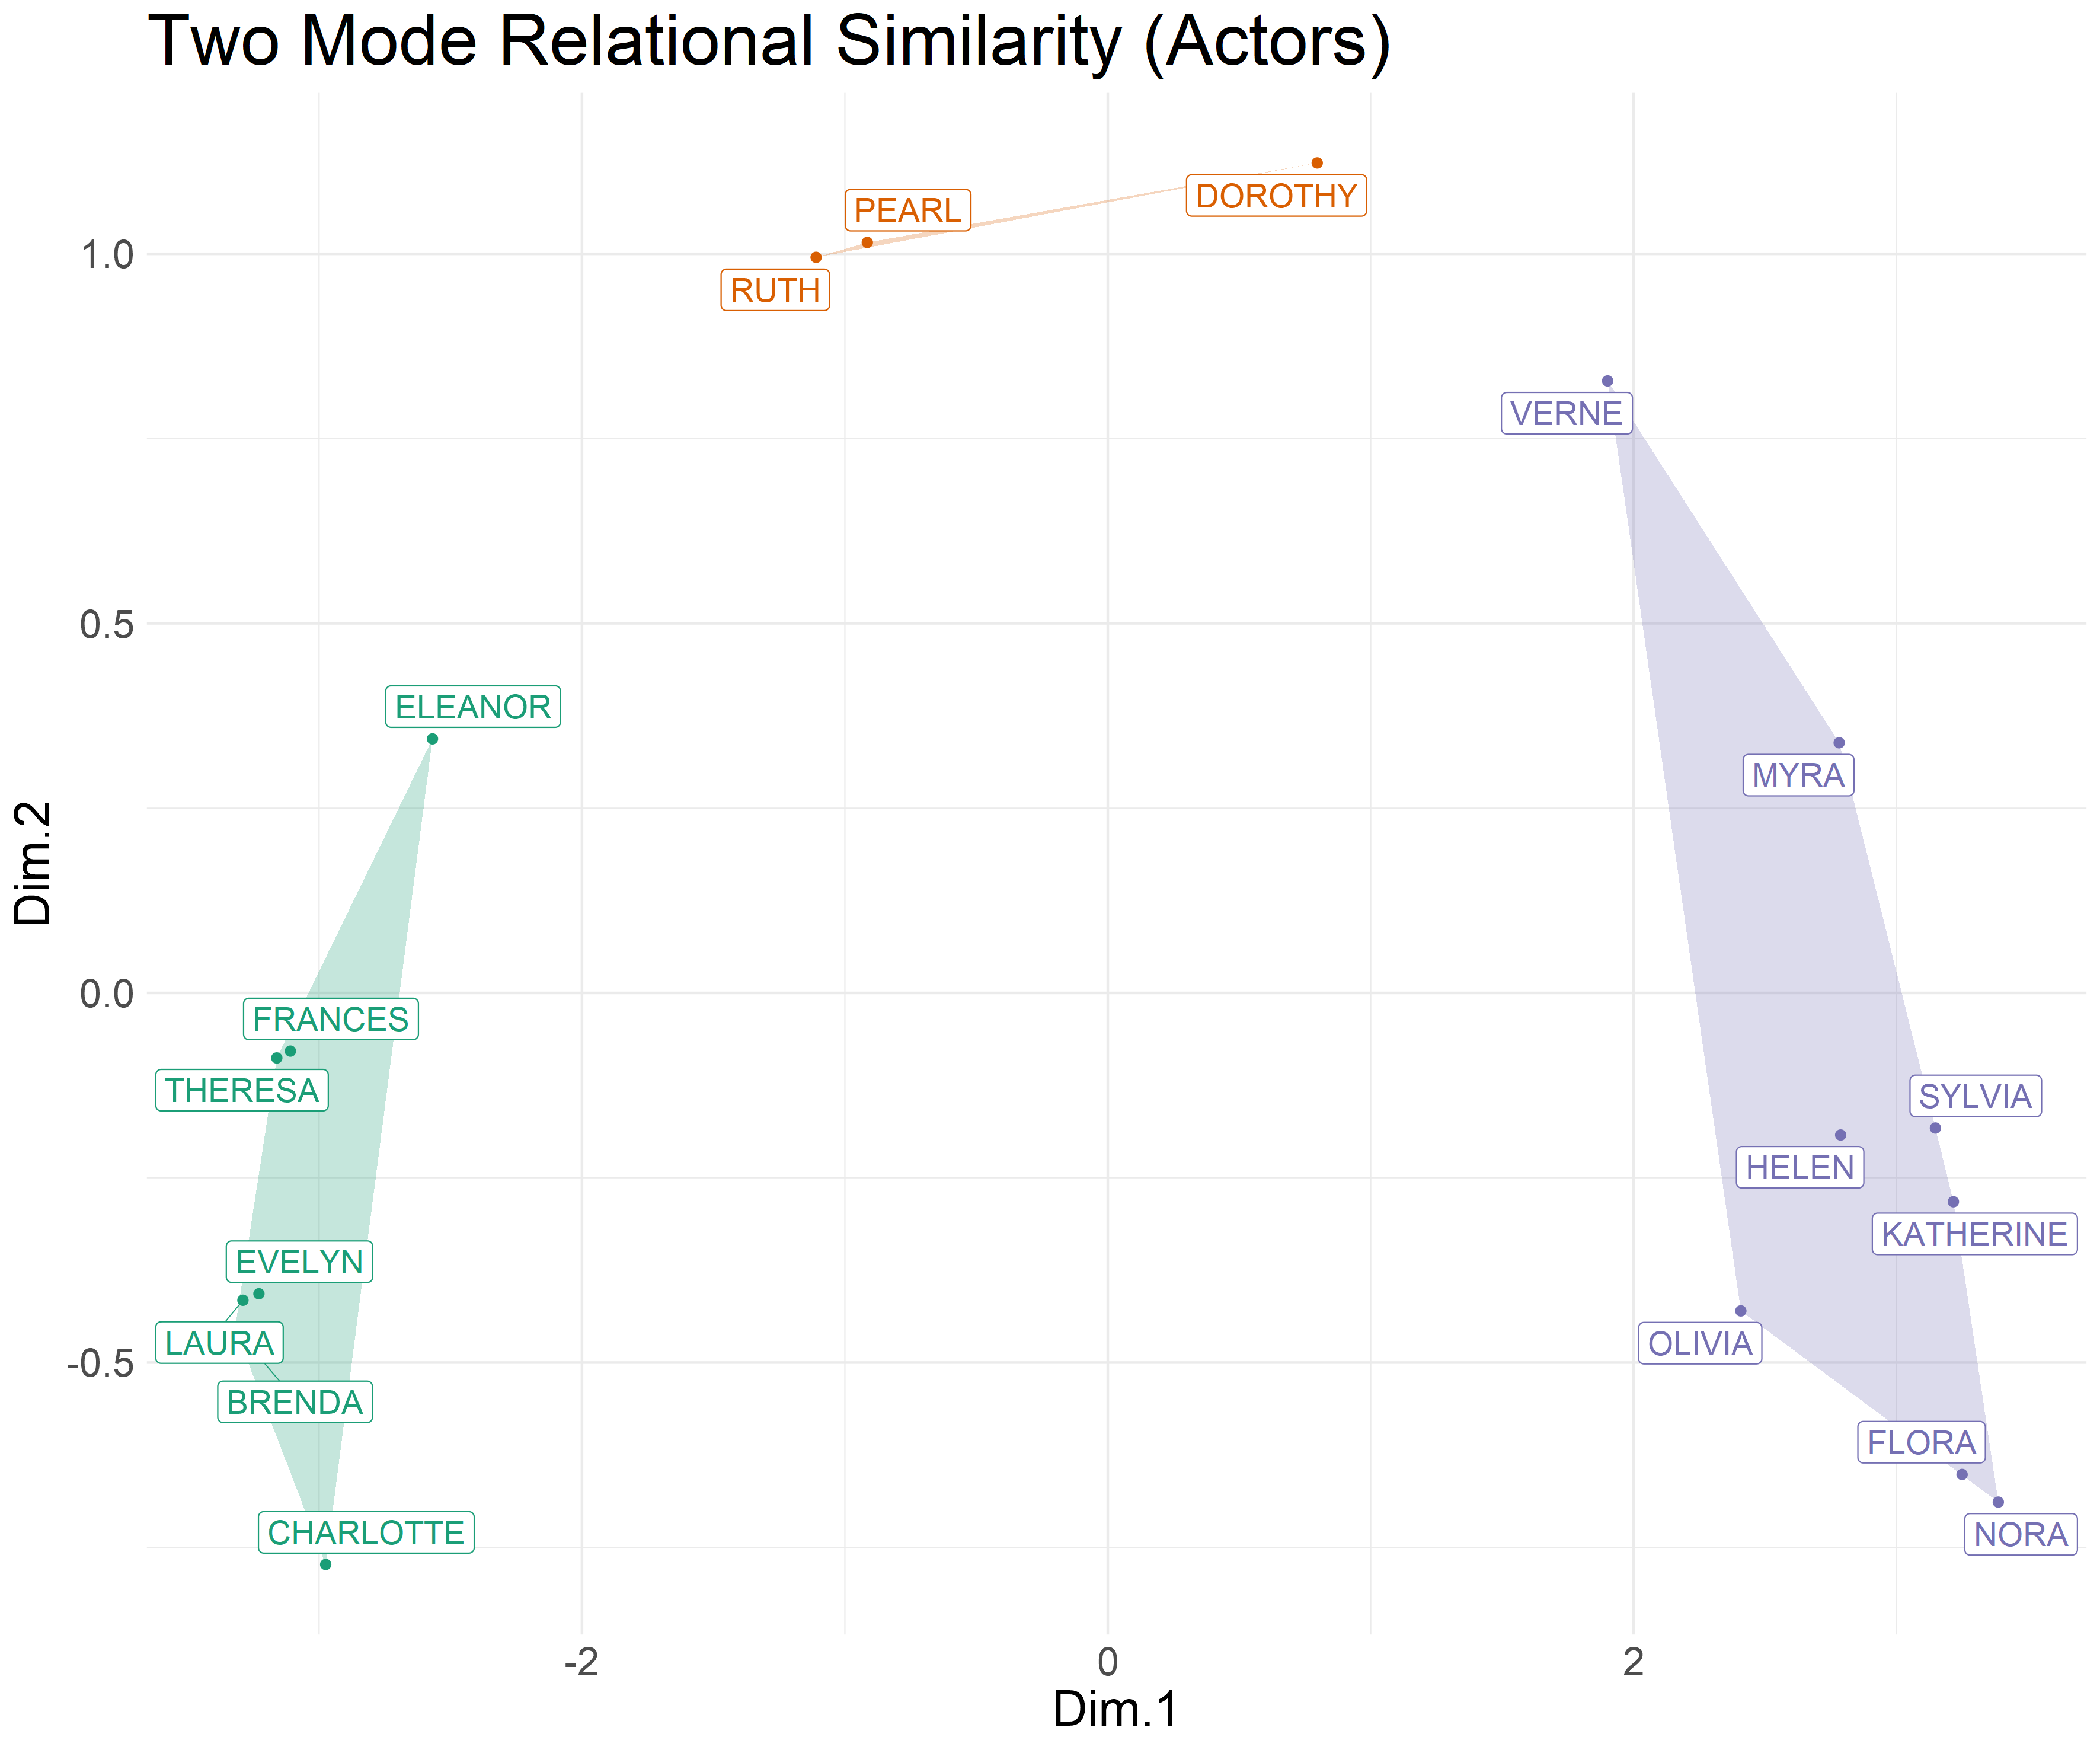 Two Mode Relational Similarity (Actors)
DOROTHY
PEARL
1.0
RUTH
VERNE
0.5
ELEANOR
MYRA
Dim.2
0.0
FRANCES
THERESA
SYLVIA
HELEN
KATHERINE
EVELYN
LAURA
OLIVIA
-0.5
BRENDA
FLORA
CHARLOTTE
NORA
-2 0 2
Dim.1